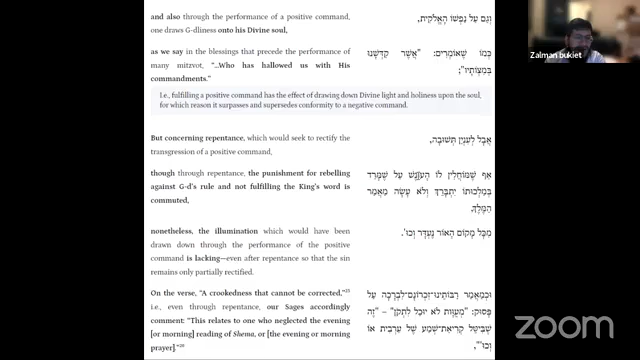 and also through the performance of a positive command,
one draws G-dliness onto his Divine soul,
וְגַם עַל נַפְשׁוֹ הָאֱלֹקִית,
as we say in the blessings that precede the performance of
many mitzvot, "...Who has hallowed us with His
commandments."
כְּמוֹ שֶׁאוֹמְרִים: "אֲשֶׁר קִדְּשָׁנוּ
בְּמִצְוֹתָיו";
I.e., fulfilling a positive command has the effect of drawing down Divine light and holiness upon the soul,
for which reason it surpasses and supersedes conformity to a negative command.
But concerning repentance, which would seek to rectify the
transgression of a positive command,
אֲבָל לְעִנְיַן תְּשׁוּבָה,
though through repentance, the punishment for rebelling
against G-d's rule and not fulfilling the King's word is
commuted,
אַף שֶׁמּוֹחֲלִין לוֹ הָעוֹנֶשׁ עַל שֶׁמָּרַד
בְּמַלְכוּתוֹ יִתְבָּרֵךְ וְלֹא עָשָׂה מַאֲמַר
הַמֶּלֶךְ,
nonetheless, the illumination which would have been
drawn down through the performance of the positive
command is lacking—even after repentance so that the sin
remains only partially rectified.
מִכָּל מָקוֹם הָאוֹר נֶעְדָּר וְכוּ'.
On the verse, "A crookedness that cannot be corrected,"25
i.e., even through repentance, our Sages accordingly
comment: "This relates to one who neglected the evening
[or morning] reading of Shema, or [the evening or morning
prayer]."26
וּכְמַאֲמַר רַבּוֹתֵינוּ-זִכְרוֹנָם-לִבְרָכָה עַל
פָּסוּק: "מְעֻוָּת לֹא יוּכַל לִתְקֹן" – "זֶה
שֶׁבִּיטֵּל קְרִיאַת-שְׁמַע שֶׁל עַרְבִית אוֹ
וְכוּ'",
Zalman bukiet
zoom